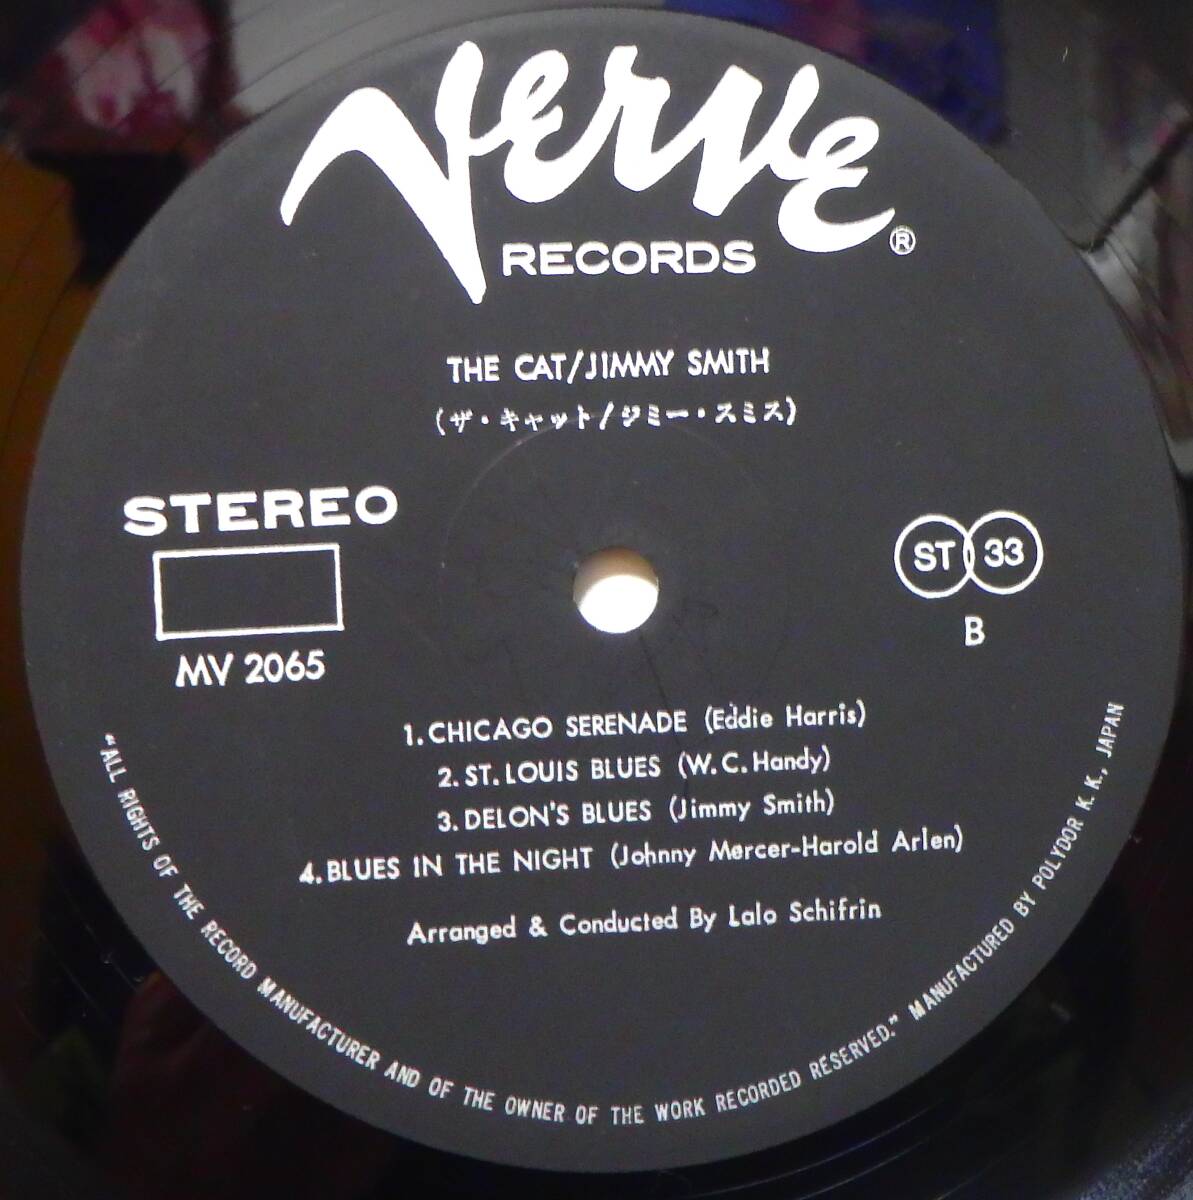 Verve ®
RECORDS
THE CAT/JIMMY SMITH
(ザ・キャット/ジミー・スミス)
STEREO
ST 33
B
MV 2065
1. CHICAGO SERENADE (Eddie Harris)
2. ST. LOUIS BLUES (W. C. Handy)
3. DELON'S BLUES (Jimmy Smith)
4. BLUES IN THE NIGHT (Johnny Mercer-Harold Arlen)
Arranged & Conducted By Lalo Schifrin
"ALL RIGHTS OF THE RECORD MANUFACTURER AND OF THE OWNER OF THE WORK RECORDED RESERVED." MANUFACTURED BY POLYDOR K. K., JAPAN